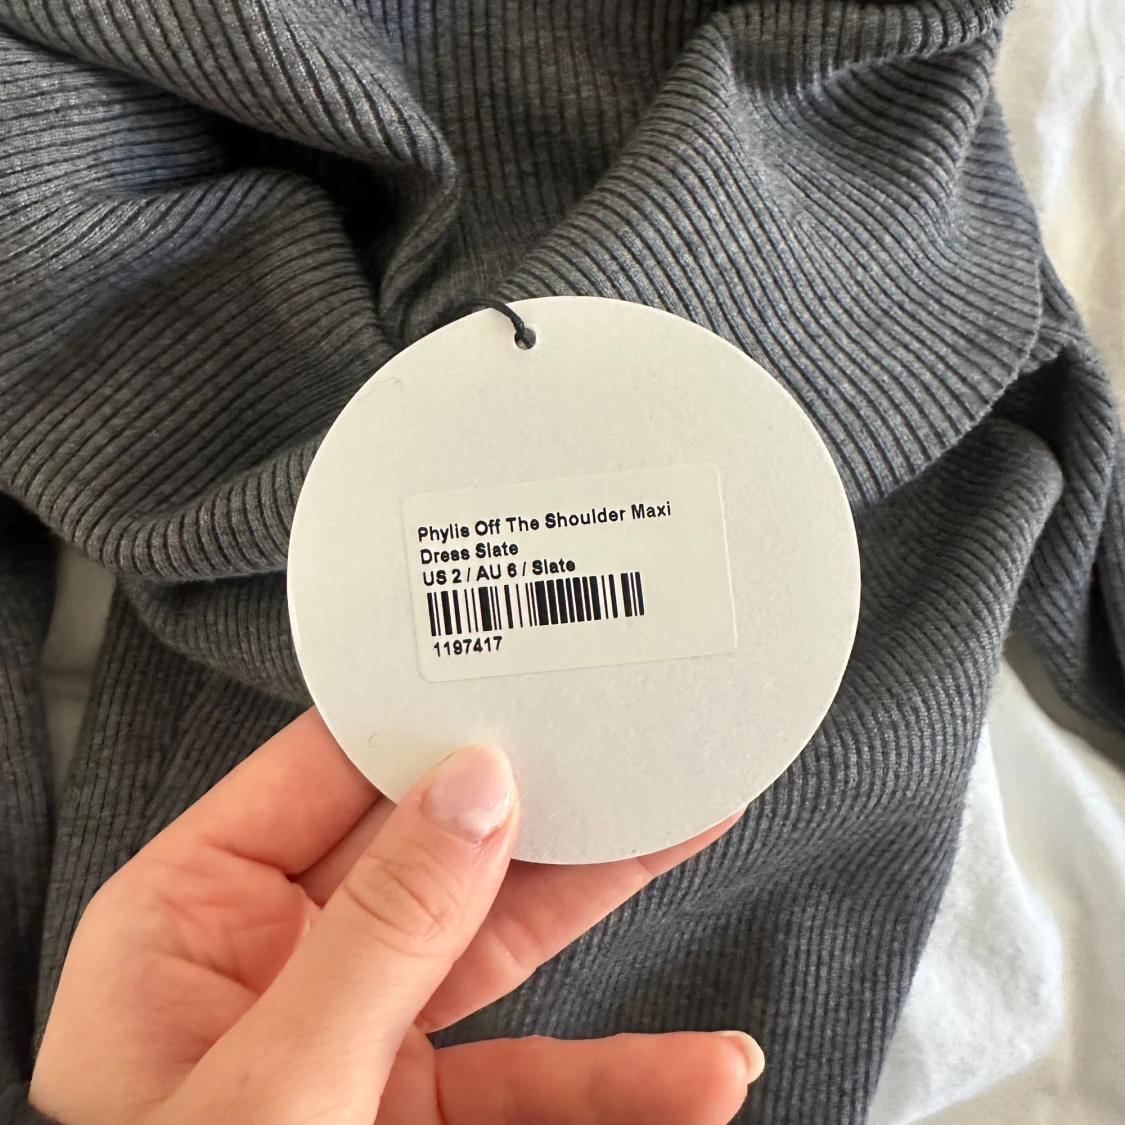 Phylis Off The Shoulder Maxi
Dress Slate
US 2 / AU 6 / Slate
1197417